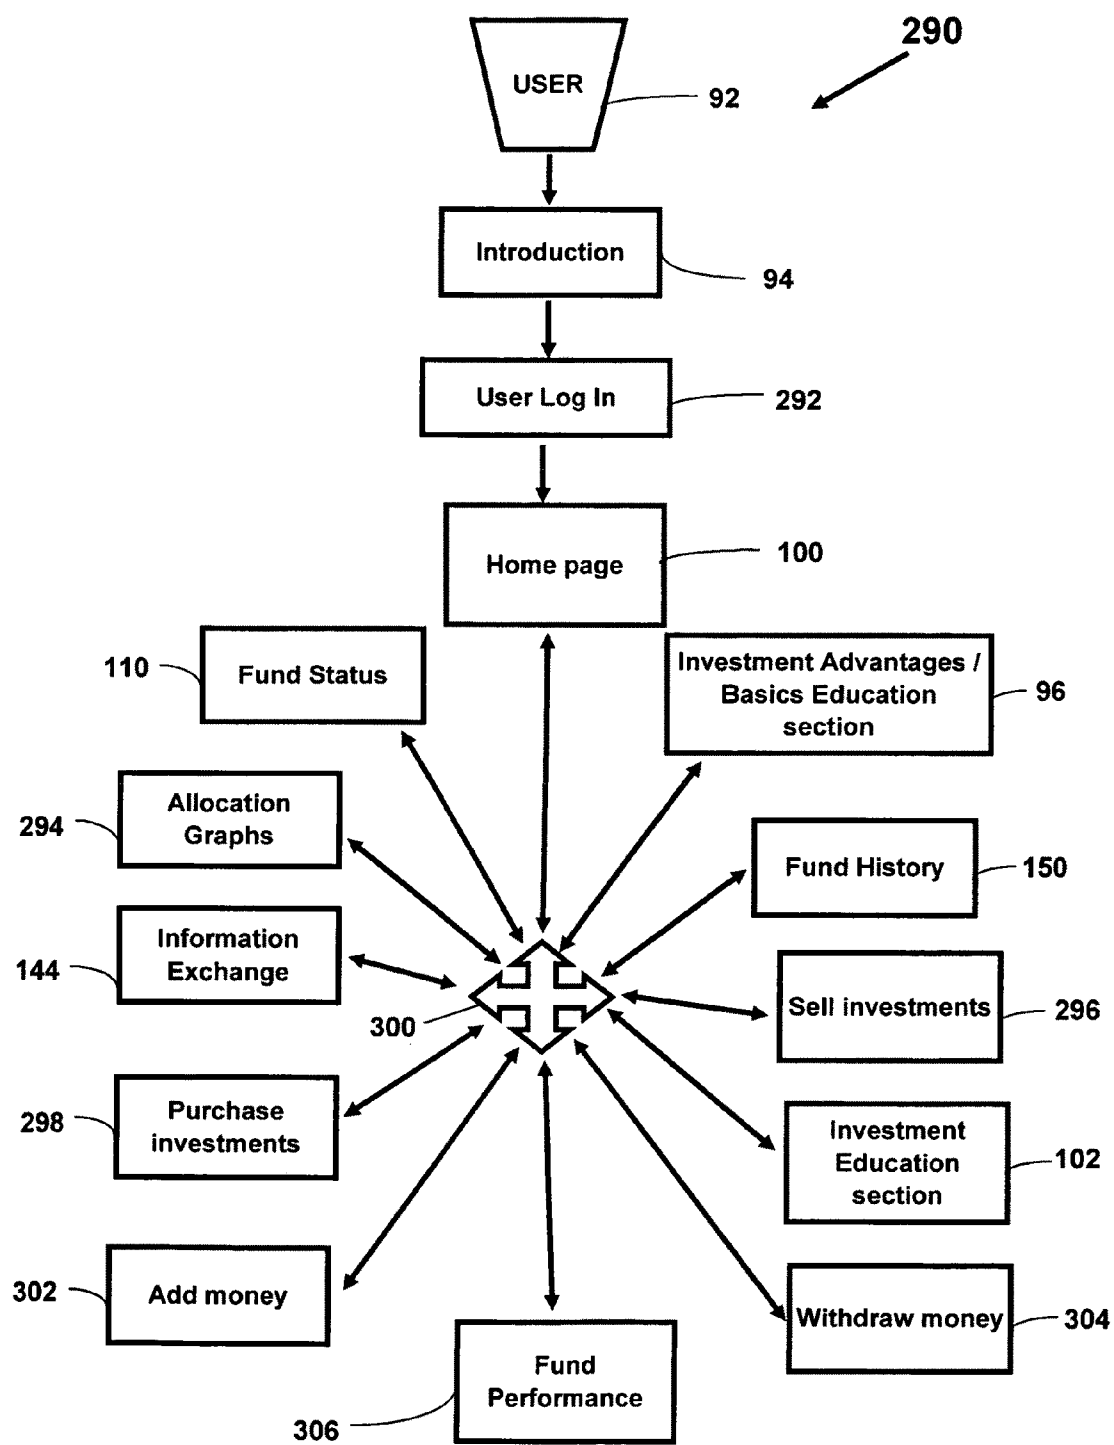 290
USER
92
Introduction
94
User Log In
292
Home page
100
110
Fund Status
Investment Advantages /
Basics Education
section
96
294
Allocation
Graphs
Fund History
150
144
Information
Exchange
300
Sell investments
296
298
Purchase
investments
Investment
Education
section
102
302
Add money
Withdraw money
304
306
Fund
Performance